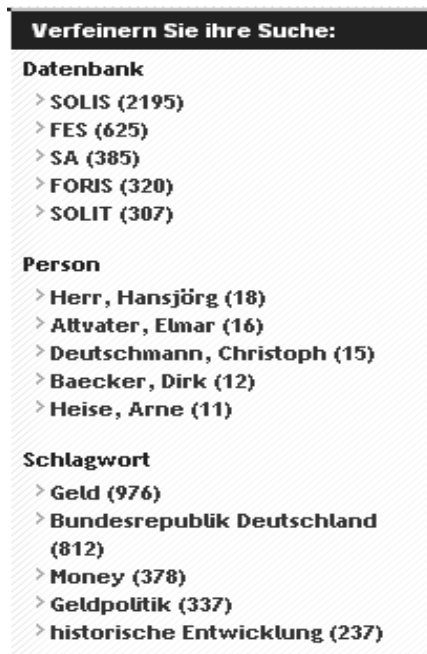 Verfeinern Sie ihre Suche:
Datenbank
> SOLIS (2195)
> FES (625)
> SA (385)
> FORIS (320)
> SOLIT (307)
Person
> Herr, Hansjörg (18)
> Altvater, Elmar (16)
> Deutschmann, Christoph (15)
> Baecker, Dirk (12)
> Heise, Arne (11)
Schlagwort
> Geld (976)
> Bundesrepublik Deutschland
(812)
> Money (378)
> Geldpolitik (337)
> historische Entwicklung (237)